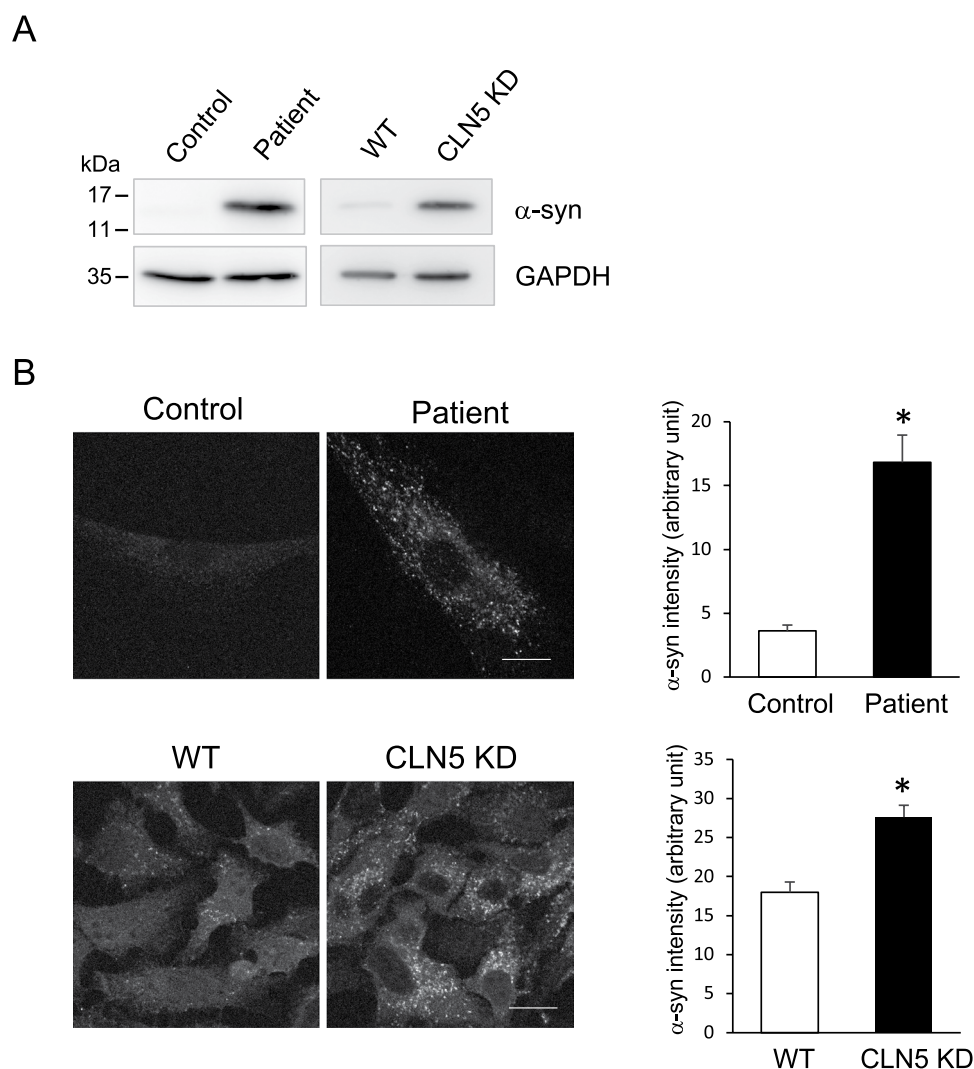 A
Control
Patient
WT
CLN5 KD
kDa
17
11
α-syn
35
GAPDH
B
Control
Patient
α-syn intensity (arbitrary unit)
20
15
10
5
0
*
Control
Patient
WT
CLN5 KD
α-syn intensity (arbitrary unit)
35
30
25
20
15
10
5
0
*
WT
CLN5 KD